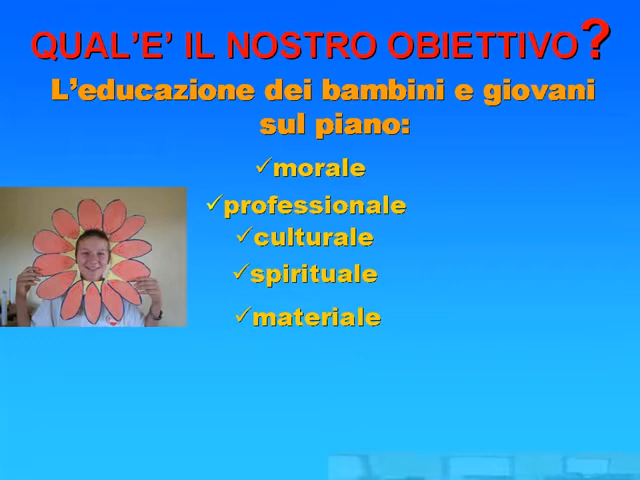 QUAL'E' IL NOSTRO OBIETTIVO?
L'educazione dei bambini e giovani
sul piano:
✓morale
✓professionale
✓culturale
✓spirituale
✓materiale